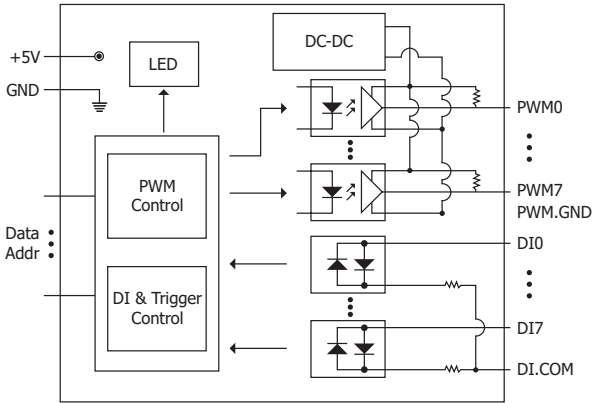 DC-DC
+5V
LED
GND
PWM0
PWM
Control
PWM7
PWM.GND
Data
Addr
DI0
DI & Trigger
Control
DI7
DI.COM